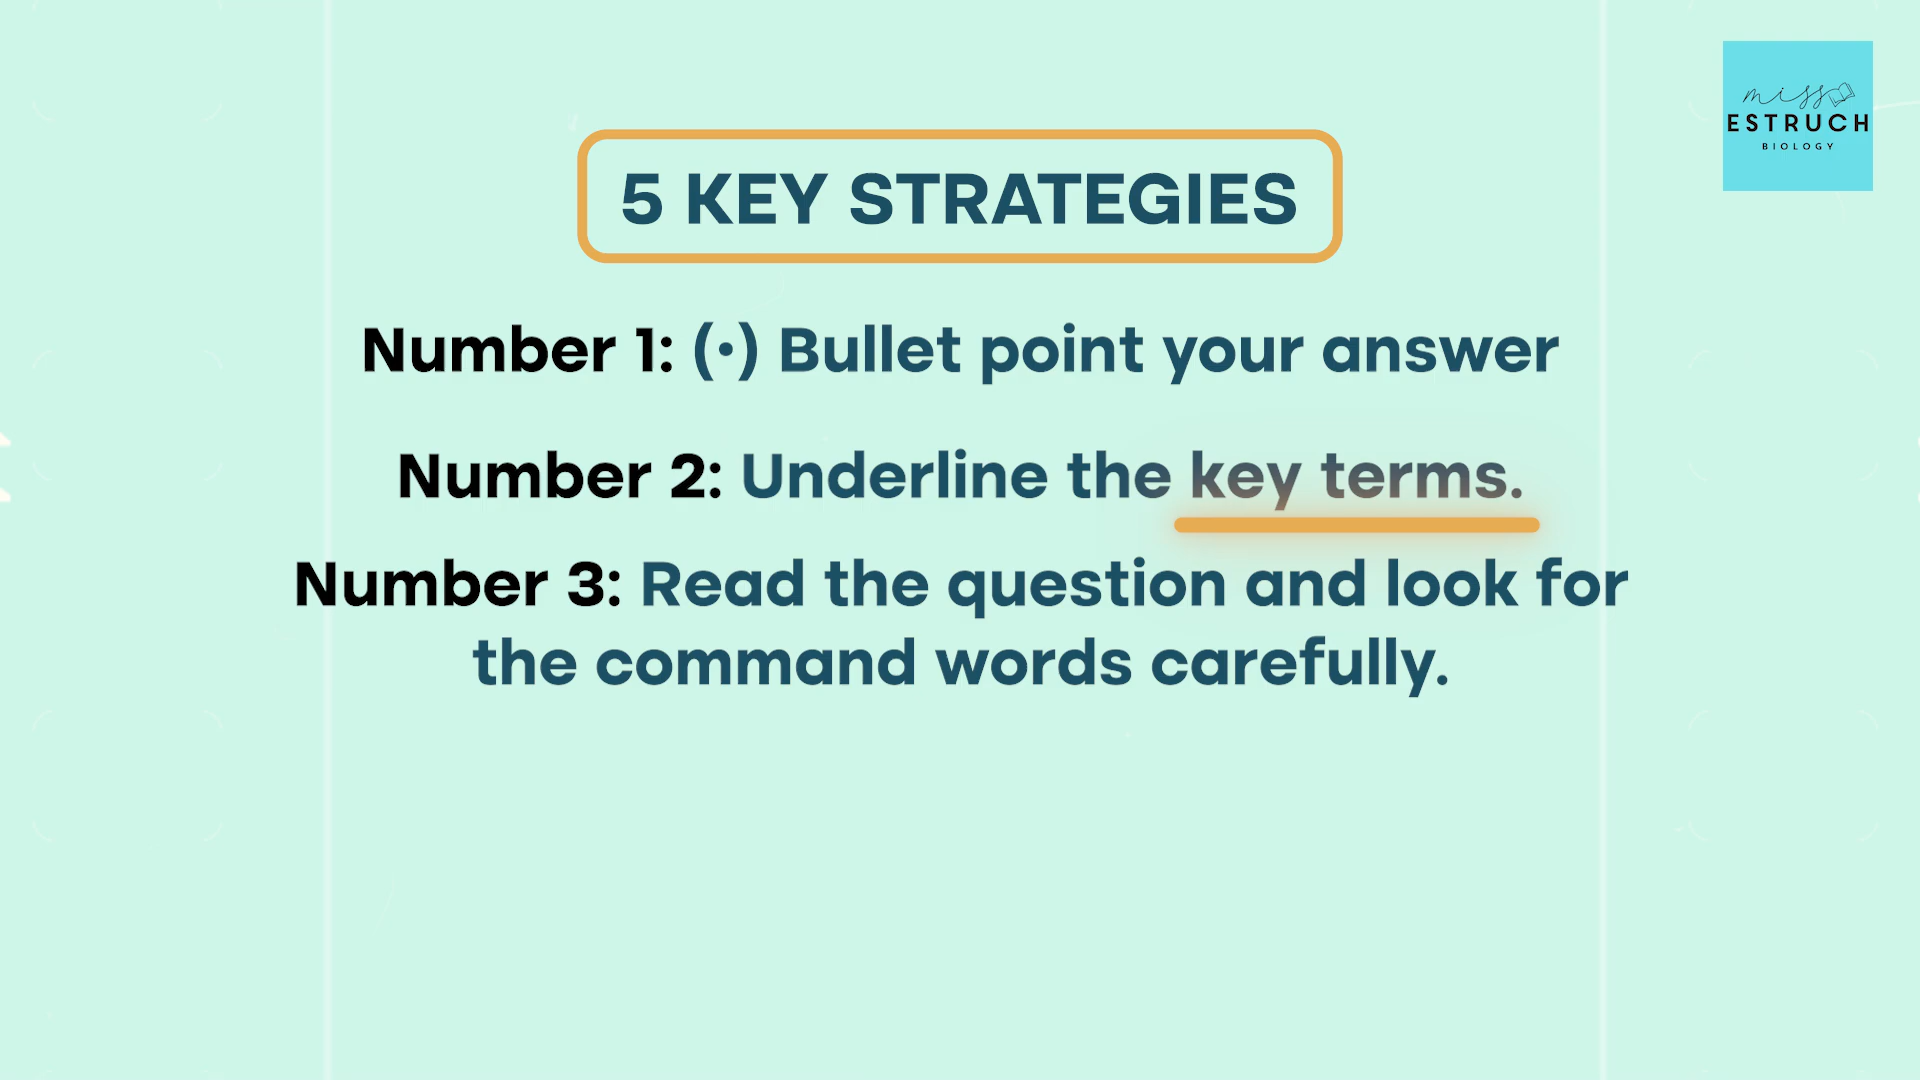 miss
ESTRUCH
BIOLOGY
5 KEY STRATEGIES
Number 1: (·) Bullet point your answer
Number 2: Underline the key terms.
Number 3: Read the question and look for
the command words carefully.